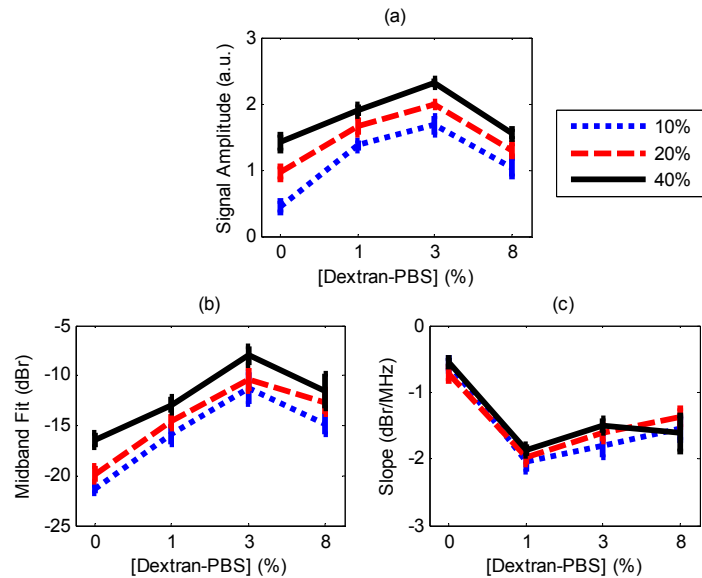 (a)
Signal Amplitude (a.u.)
3
2
1
0
0 1 3 8
[Dextran-PBS] (%)
10%
20%
40%
(b)
Midband Fit (dBr)
-5
-10
-15
-20
-25
0 1 3 8
[Dextran-PBS] (%)
(c)
Slope (dBr/MHz)
0
-1
-2
-3
0 1 3 8
[Dextran-PBS] (%)